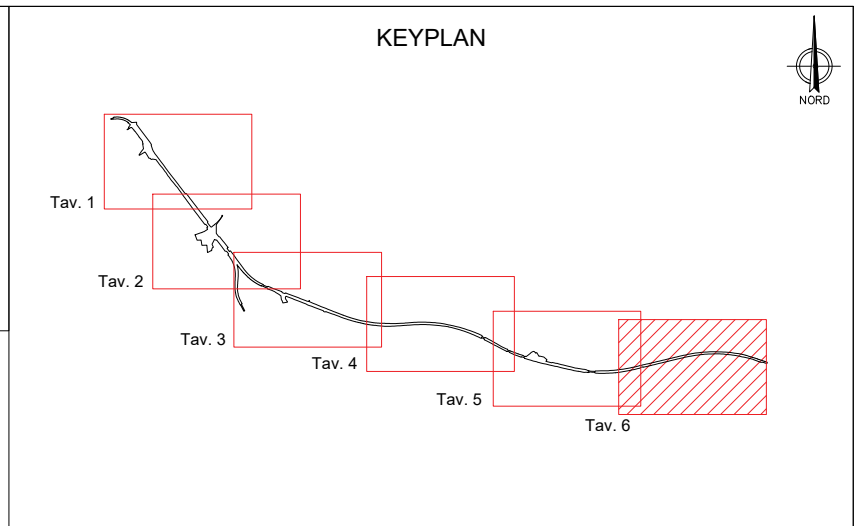 KEYPLAN
NORD
Tav. 1
Tav. 2
Tav. 3
Tav. 4
Tav. 5
Tav. 6